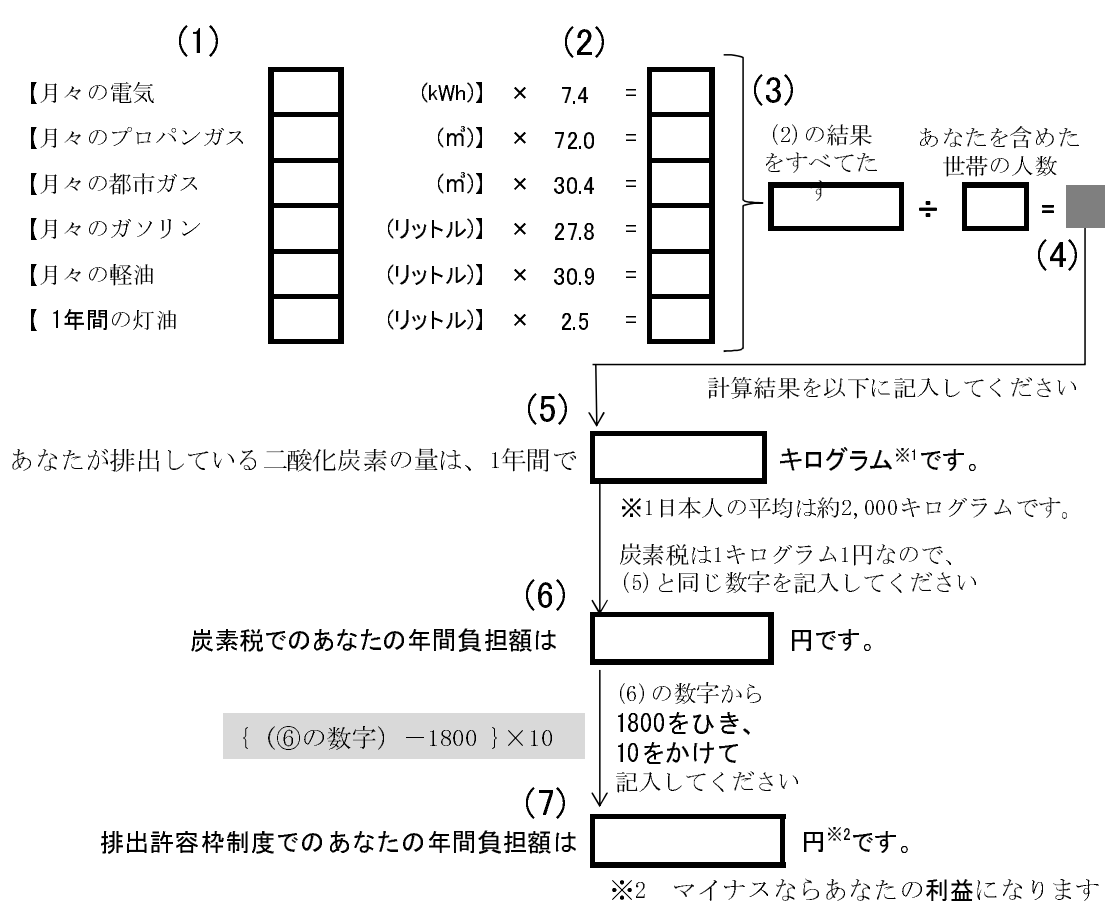 (1)
(2)
【月々の電気 (kWh)】 × 7.4 =
【月々のプロパンガス (㎥)】 × 72.0 =
【月々の都市ガス (㎥)】 × 30.4 =
【月々のガソリン (リットル)】 × 27.8 =
【月々の軽油 (リットル)】 × 30.9 =
【 1年間の灯油 (リットル)】 × 2.5 =
(3)
(2)の結果
をすべてた
す
あなたを含めた
世帯の人数
÷ =
(4)
計算結果を以下に記入してください
(5)
あなたが排出している二酸化炭素の量は、1年間で キログラム※1です。
※1日本人の平均は約2,000キログラムです。
炭素税は1キログラム1円なので、
(5)と同じ数字を記入してください
(6)
炭素税でのあなたの年間負担額は 円です。
(6)の数字から
1800をひき、
10をかけて
記入してください
{ (⑥の数字) －1800 }×10
(7)
排出許容枠制度でのあなたの年間負担額は 円※2です。
※2 マイナスならあなたの利益になります